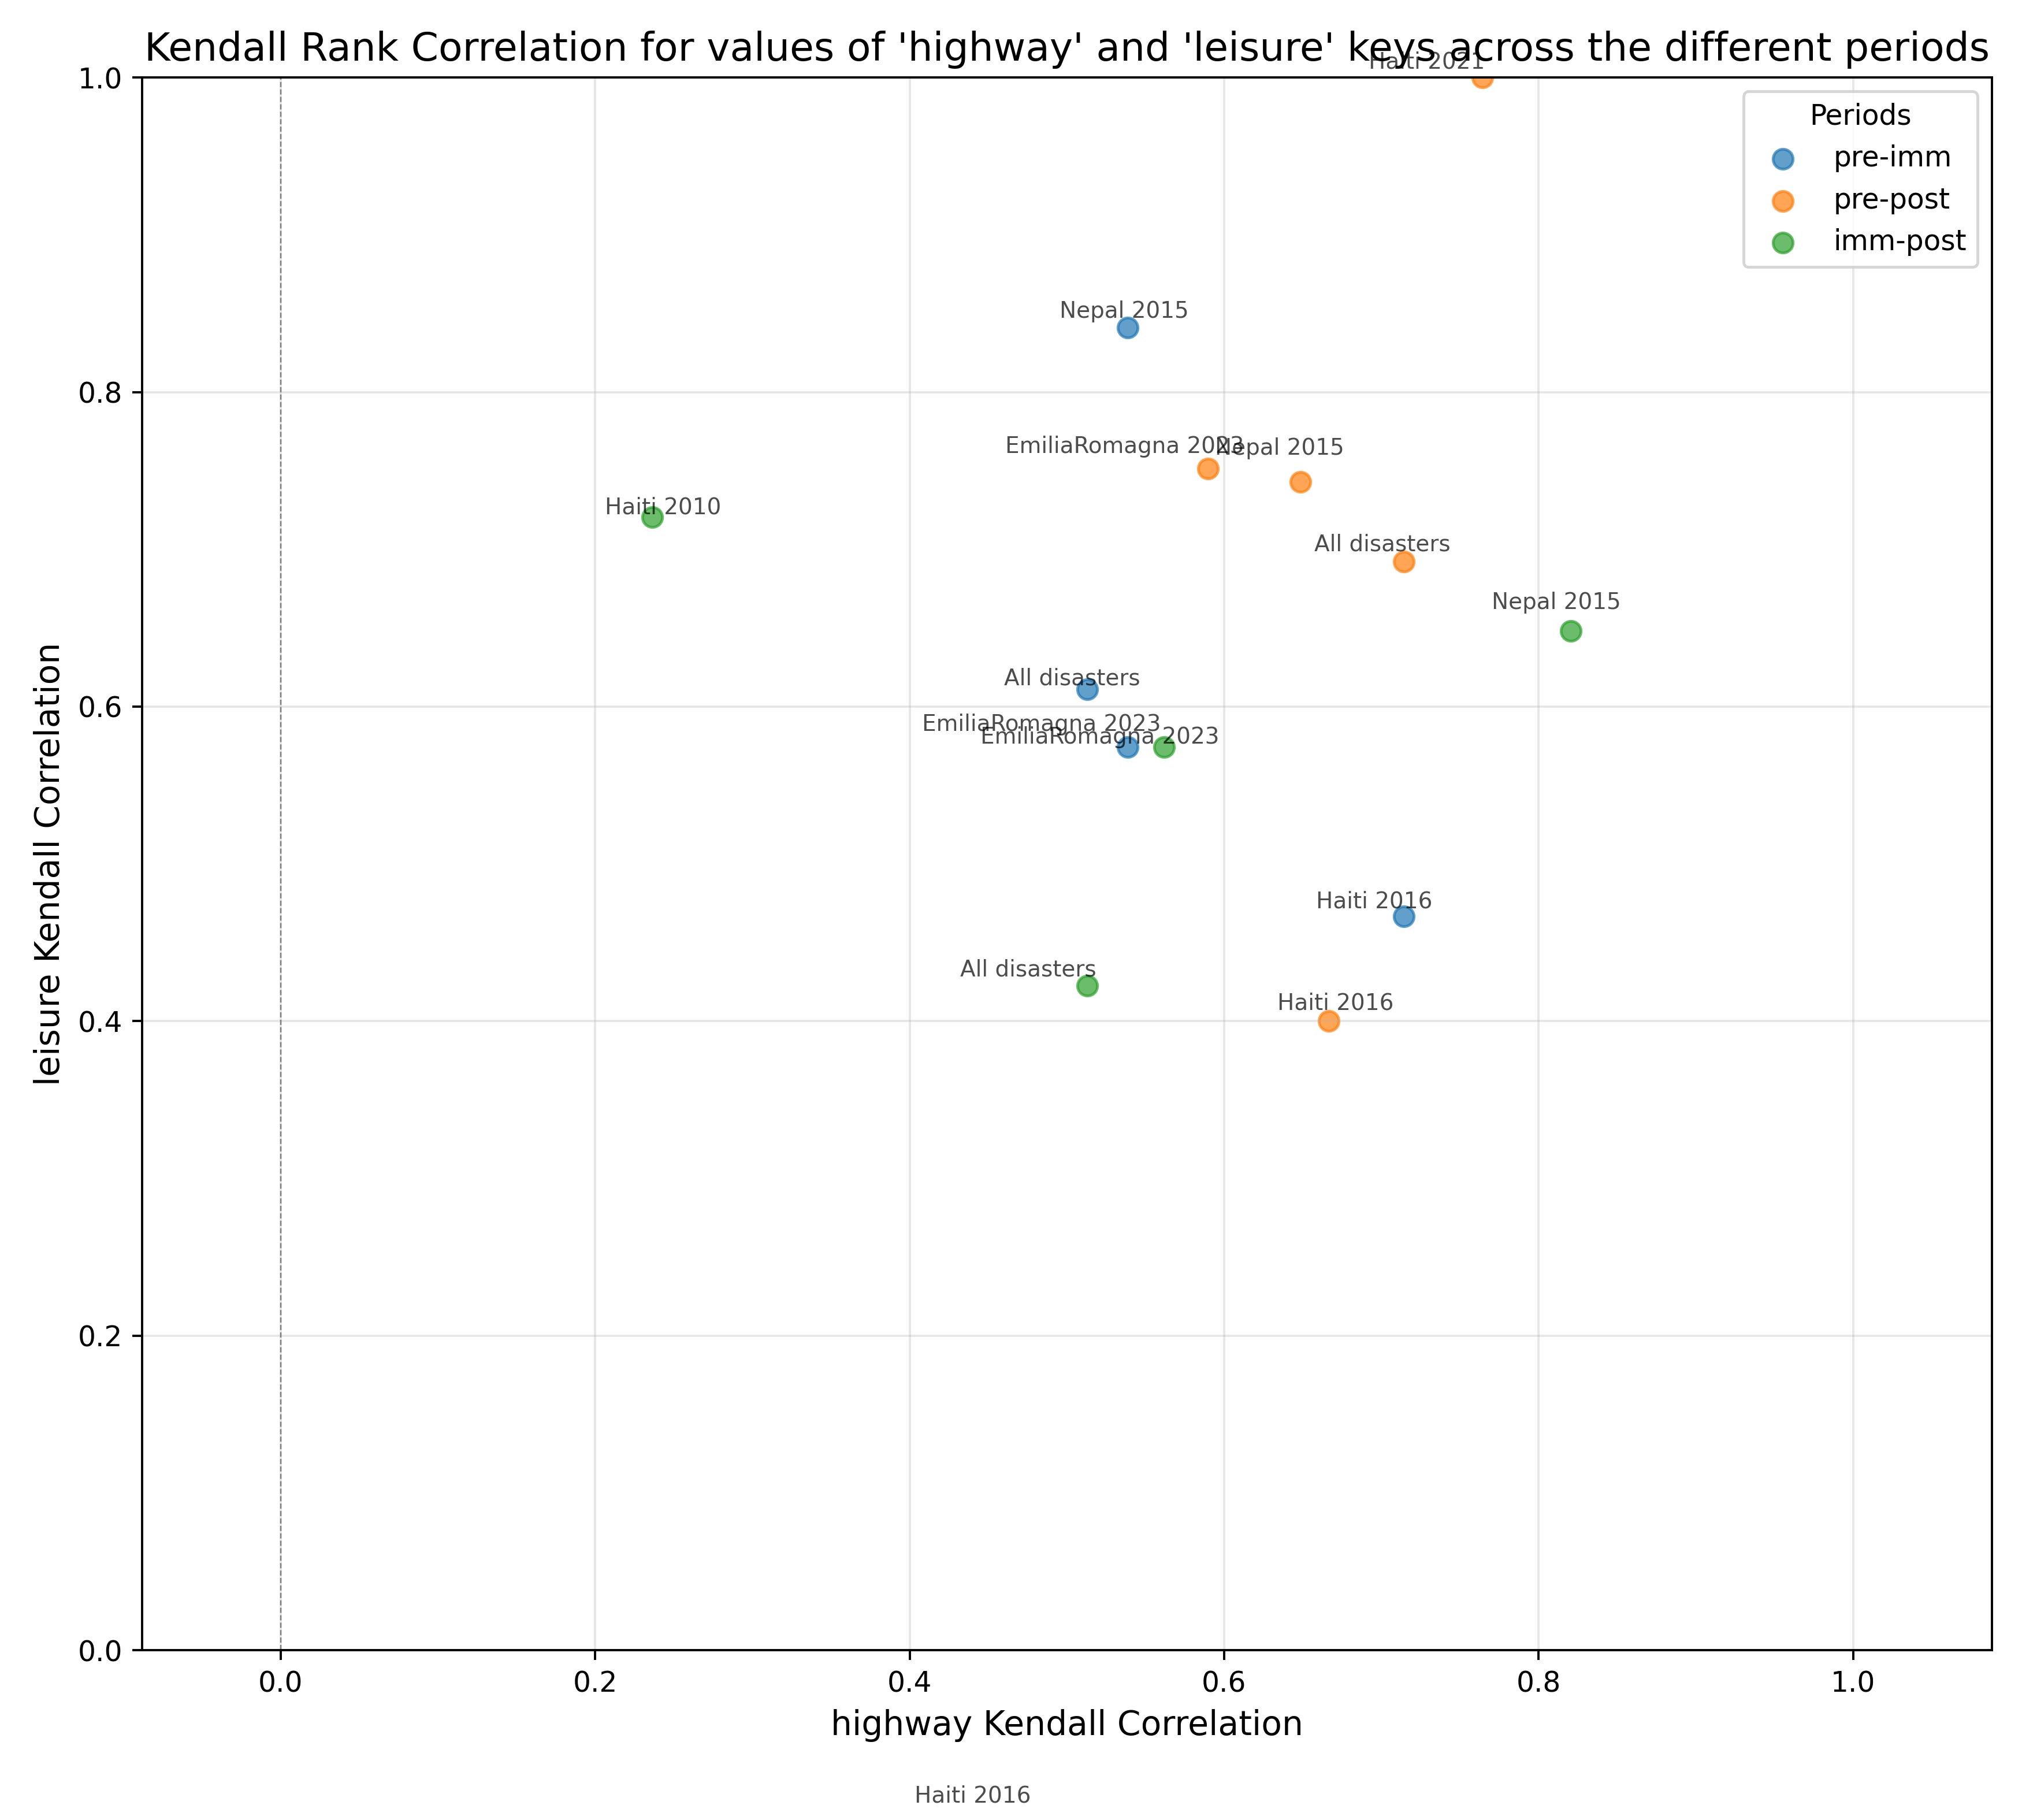 Kendall Rank Correlation for values of 'highway' and 'leisure' keys across the different periods
Haiti 2021
Periods
pre-imm
pre-post
imm-post
Nepal 2015
EmiliaRomagna 2023
Nepal 2015
Haiti 2010
All disasters
Nepal 2015
All disasters
EmiliaRomagna 2023
EmiliaRomagna 2023
Haiti 2016
All disasters
Haiti 2016
leisure Kendall Correlation
1.0
0.8
0.6
0.4
0.2
0.0
0.0 0.2 0.4 0.6 0.8 1.0
highway Kendall Correlation
Haiti 2016